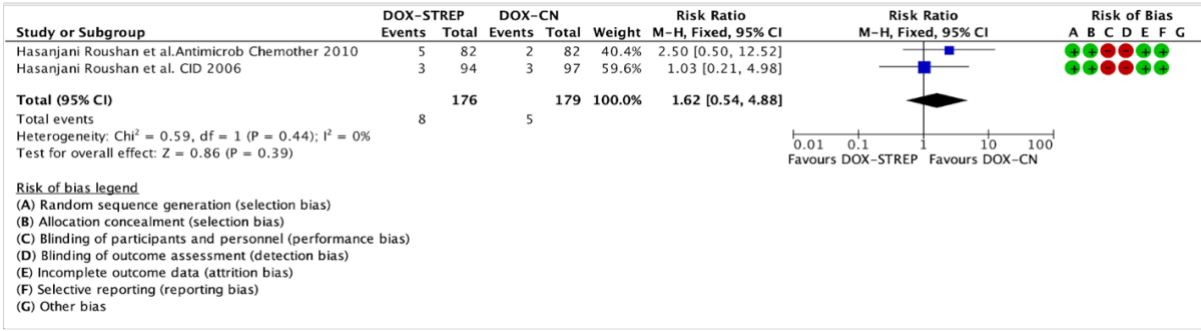 DOX-STREP DOX-CN Risk Ratio Risk Ratio Risk of Bias
Study or Subgroup Events Total Events Total Weight M-H, Fixed, 95% CI M-H, Fixed, 95% CI A B C D E F G
Hasanjani Roushan et al.Antimicrob Chemother 2010 5 82 2 82 40.4% 2.50 [0.50, 12.52] + + − − + +
Hasanjani Roushan et al. CID 2006 3 94 3 97 59.6% 1.03 [0.21, 4.98] + + − − + +
Total (95% CI) 176 179 100.0% 1.62 [0.54, 4.88]
Total events 8 5
Heterogeneity: Chi² = 0.59, df = 1 (P = 0.44); I² = 0%
Test for overall effect: Z = 0.86 (P = 0.39)
0.01 0.1 1 10 100
Favours DOX-STREP Favours DOX-CN
Risk of bias legend
(A) Random sequence generation (selection bias)
(B) Allocation concealment (selection bias)
(C) Blinding of participants and personnel (performance bias)
(D) Blinding of outcome assessment (detection bias)
(E) Incomplete outcome data (attrition bias)
(F) Selective reporting (reporting bias)
(G) Other bias